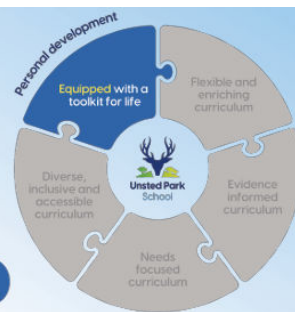 Personal development
Equipped with a
toolkit for life
Flexible and
enriching
curriculum
Diverse,
inclusive and
accessible
curriculum
Unsted Park
School
Evidence
informed
curriculum
Needs
focused
curriculum